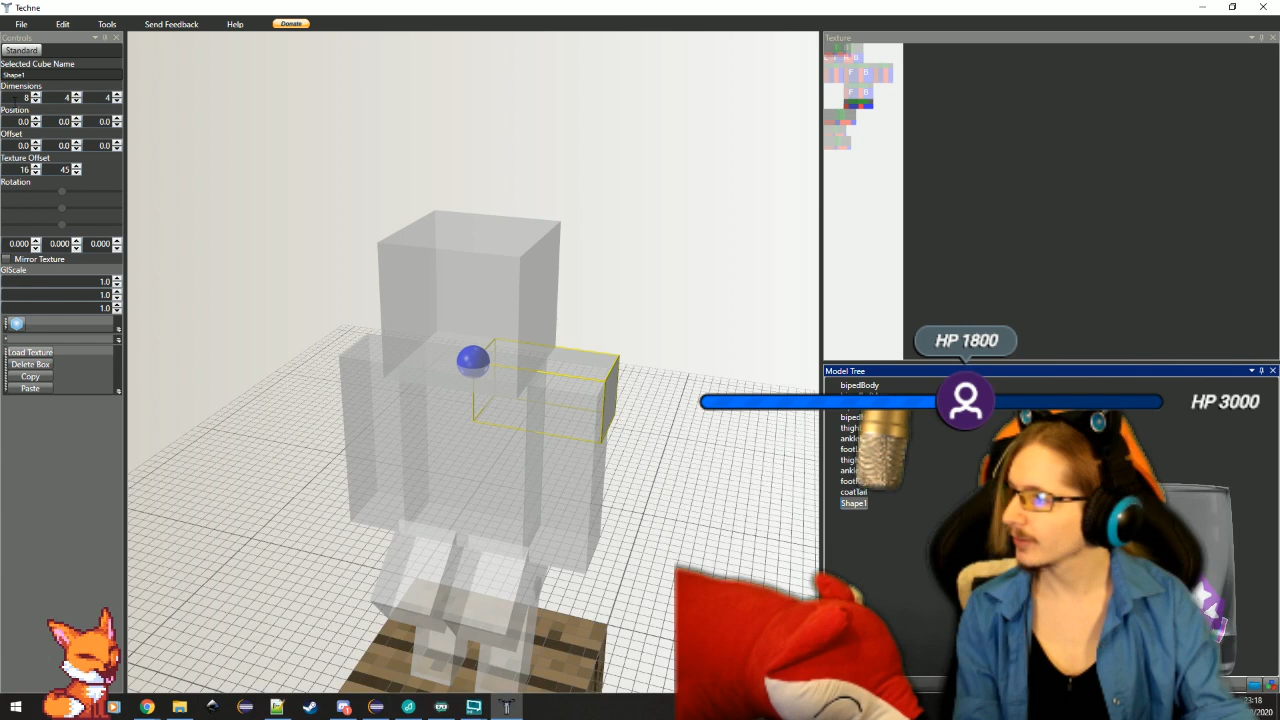 Techne
File Edit Tools Send Feedback Help Donate
Controls
Standard
Selected Cube Name
Shape1
Dimensions
8 4 4
Position
0.0 0.0 0.0
Offset
0.0 0.0 0.0
Texture Offset
16 45
Rotation
0.000 0.000 0.000
Mirror Texture
GlScale
1.0
1.0
1.0
Load Texture
Delete Box
Copy
Paste
Texture
F B
F B
HP 1800
HP 3000
Model Tree
bipedBody
coatTail
Shape1
23:18